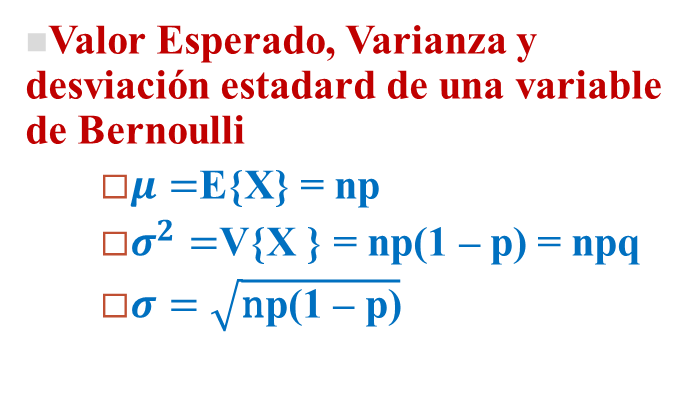 Valor Esperado, Varianza y
desviación estadard de una variable
de Bernoulli
μ =E{X} = np
σ² =V{X } = np(1 – p) = npq
σ = √np(1 – p)